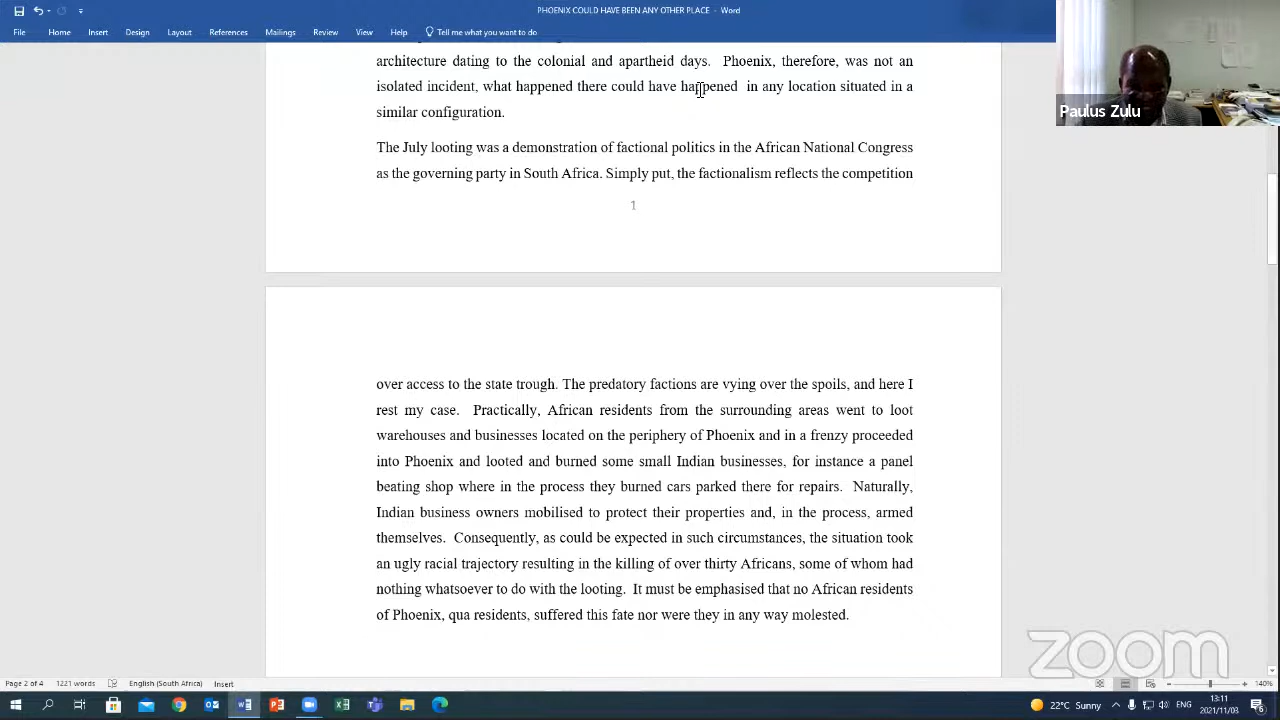 PHOENIX COULD HAVE BEEN ANY OTHER PLACE - Word
File Home Insert Design Layout References Mailings Review View Help Tell me what you want to do
architecture dating to the colonial and apartheid days. Phoenix, therefore, was not an
isolated incident, what happened there could have happened in any location situated in a
similar configuration.
The July looting was a demonstration of factional politics in the African National Congress
as the governing party in South Africa. Simply put, the factionalism reflects the competition
1
over access to the state trough. The predatory factions are vying over the spoils, and here I
rest my case. Practically, African residents from the surrounding areas went to loot
warehouses and businesses located on the periphery of Phoenix and in a frenzy proceeded
into Phoenix and looted and burned some small Indian businesses, for instance a panel
beating shop where in the process they burned cars parked there for repairs. Naturally,
Indian business owners mobilised to protect their properties and, in the process, armed
themselves. Consequently, as could be expected in such circumstances, the situation took
an ugly racial trajectory resulting in the killing of over thirty Africans, some of whom had
nothing whatsoever to do with the looting. It must be emphasised that no African residents
of Phoenix, qua residents, suffered this fate nor were they in any way molested.
Paulus Zulu
zoom
Page 2 of 4 1221 words English (South Africa) Insert 140%
22°C Sunny ENG 13:11
2021/11/03